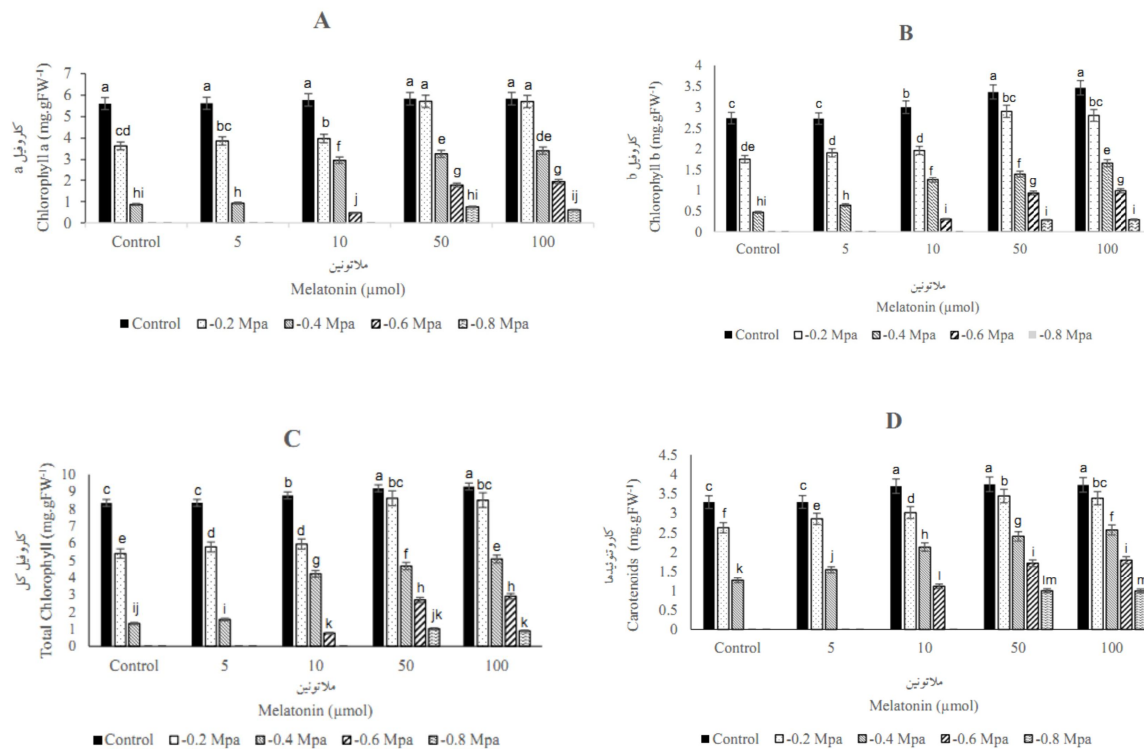 A
کلروفیل a
Chlorophyll a (mg.gFW⁻¹)
7
6
5
4
3
2
1
0
a cd hi a bc h a b f j a a e g hi a a de g ij
Control 5 10 50 100
ملاتونین
Melatonin (µmol)
Control -0.2 Mpa -0.4 Mpa -0.6 Mpa -0.8 Mpa
B
کلروفیل b
Chlorophyll b (mg.gFW⁻¹)
4
3.5
3
2.5
2
1.5
1
0.5
0
c de hi c d h b d f i a bc f g i a bc e g i
Control 5 10 50 100
ملاتونین
Melatonin (µmol)
Control -0.2 Mpa -0.4 Mpa -0.6 Mpa -0.8 Mpa
C
کلروفیل کل
Total Chlorophyll (mg.gFW⁻¹)
10
9
8
7
6
5
4
3
2
1
0
c e ij c d i b d g k a bc f h jk a bc e h k
Control 5 10 50 100
ملاتونین
Melatonin (µmol)
Control -0.2 Mpa -0.4 Mpa -0.6 Mpa -0.8 Mpa
D
کاروتنوئیدها
Carotenoids (mg.gFW⁻¹)
4.5
4
3.5
3
2.5
2
1.5
1
0.5
0
c f k c e j a d h l a b g i lm a bc f i m
Control 5 10 50 100
ملاتونین
Melatonin (µmol)
Control -0.2 Mpa -0.4 Mpa -0.6 Mpa -0.8 Mpa